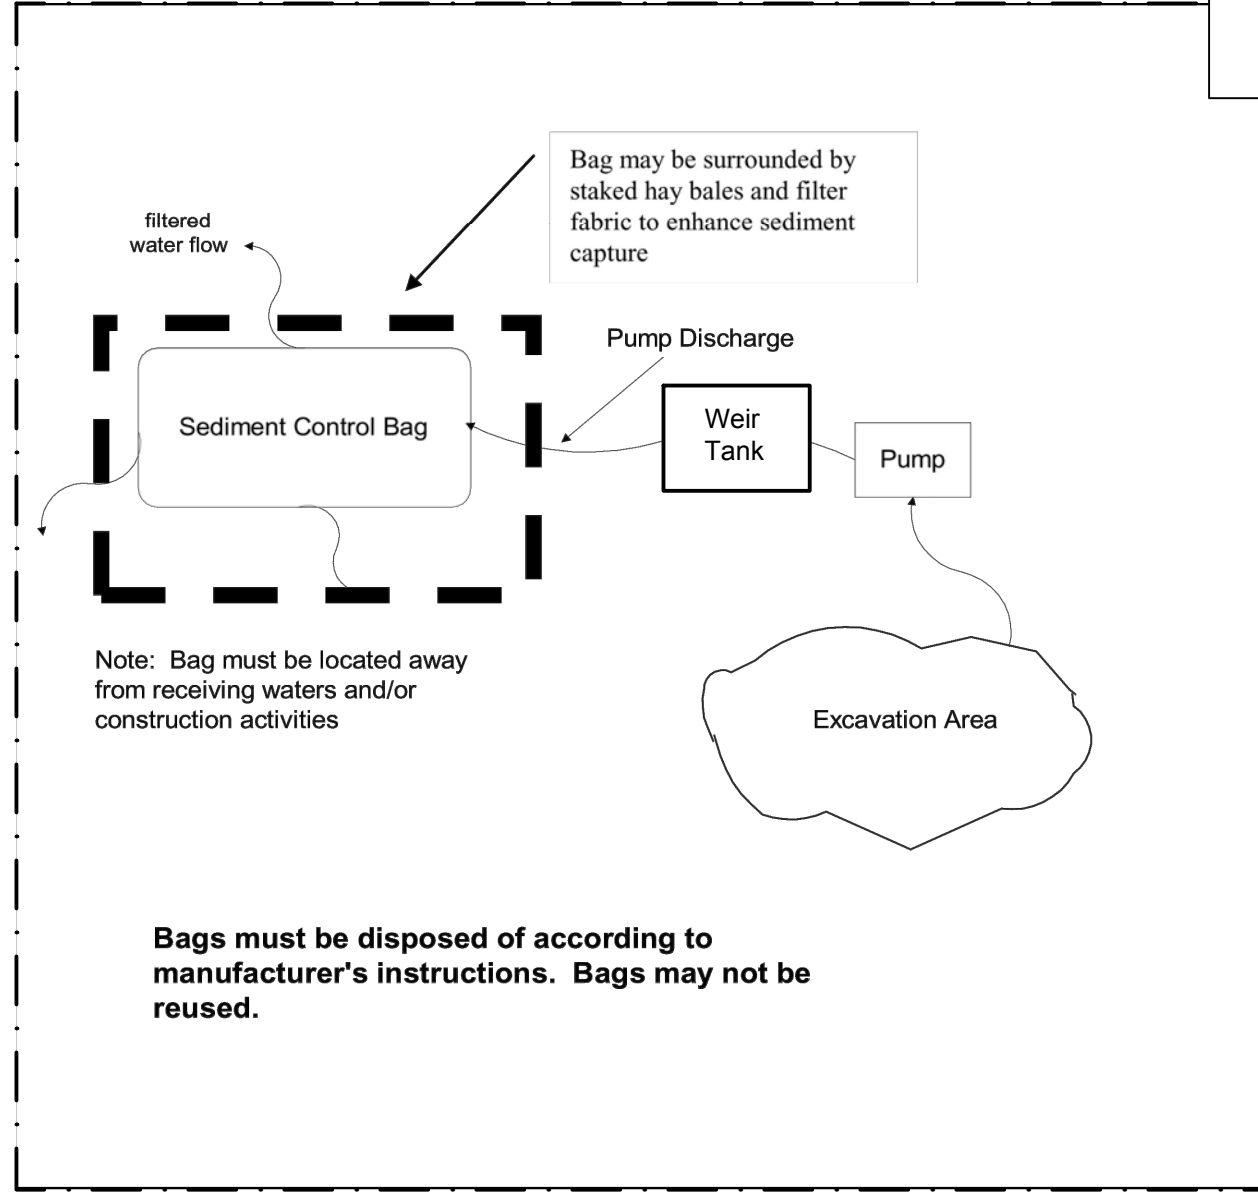 Bag may be surrounded by
staked hay bales and filter
fabric to enhance sediment
capture
filtered
water flow
Pump Discharge
Sediment Control Bag
Weir
Tank
Pump
Note:  Bag must be located away
from receiving waters and/or
construction activities
Excavation Area
Bags must be disposed of according to
manufacturer's instructions.  Bags may not be
reused.